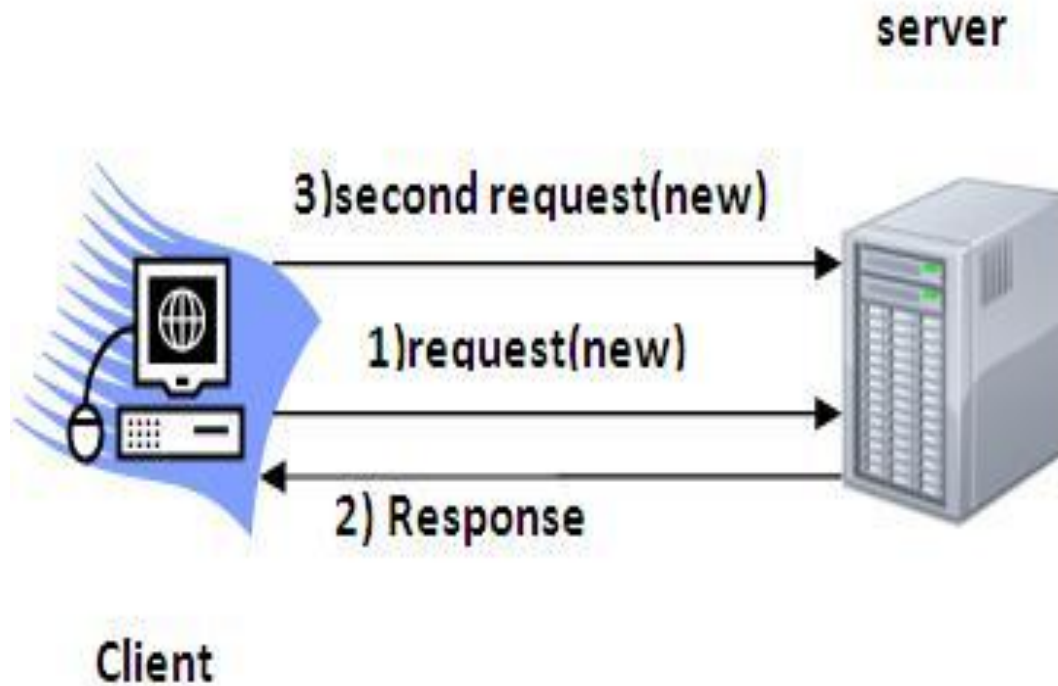 server
3)second request(new)
1)request(new)
2) Response
Client